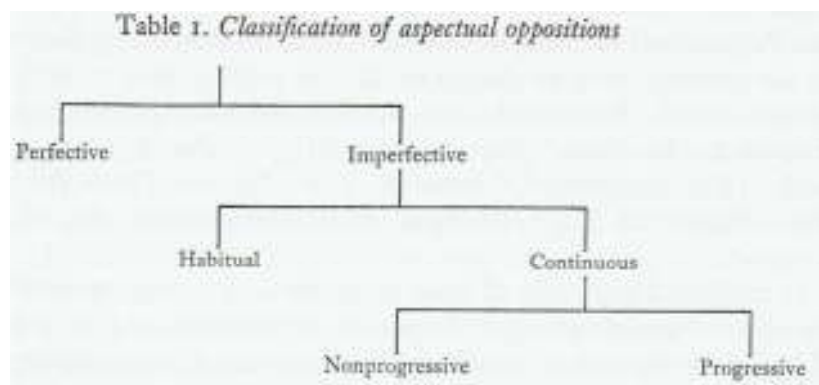 Table 1. Classification of aspectual oppositions
Perfective Imperfective
Habitual Continuous
Nonprogressive Progressive